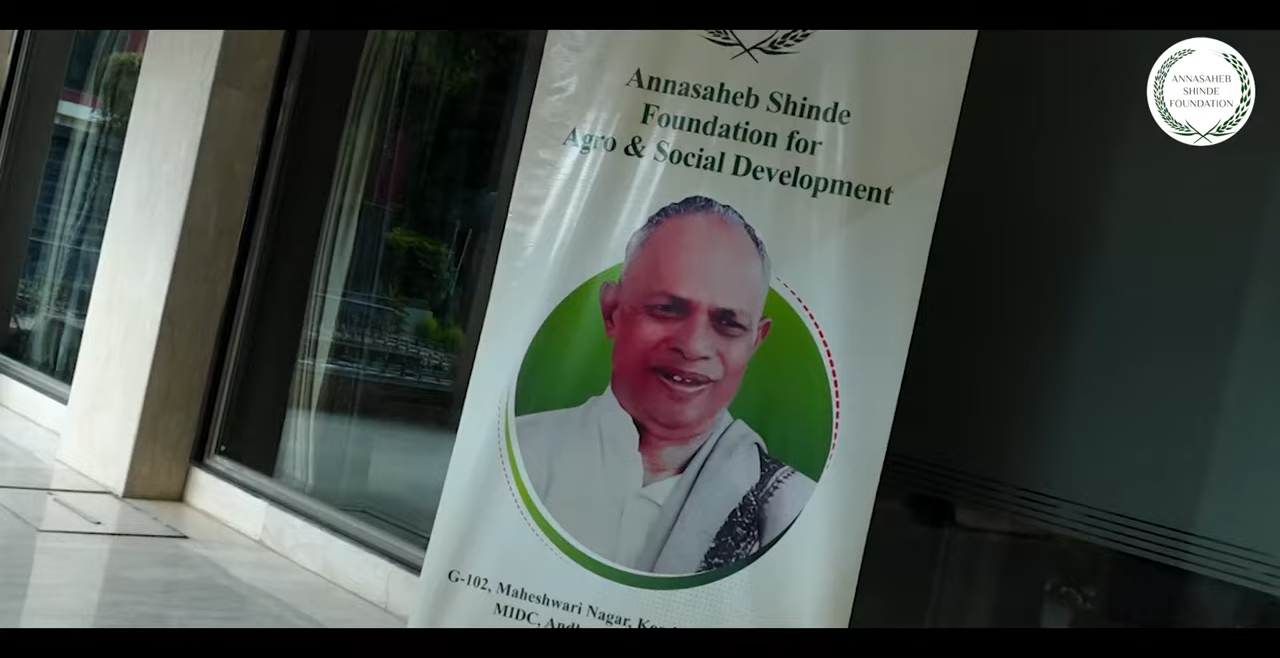 Annasaheb Shinde
Foundation for
Agro & Social Development
G-102, Maheshwari Nagar,
MIDC,
ANNASAHEB
SHINDE
FOUNDATION